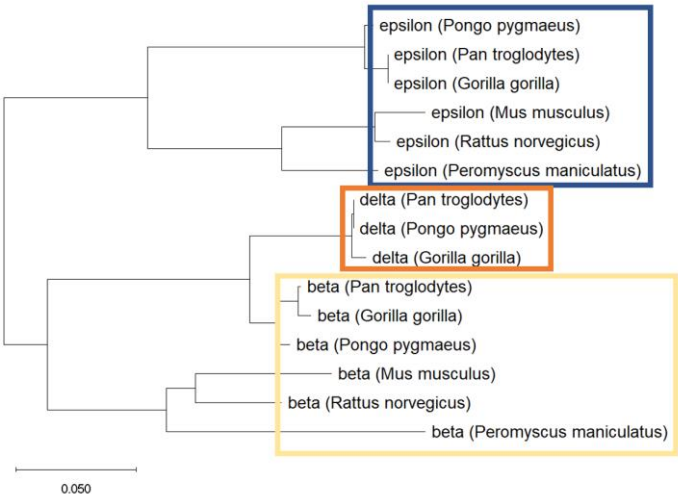 epsilon (Pongo pygmaeus)
epsilon (Pan troglodytes)
epsilon (Gorilla gorilla)
epsilon (Mus musculus)
epsilon (Rattus norvegicus)
epsilon (Peromyscus maniculatus)
delta (Pan troglodytes)
delta (Pongo pygmaeus)
delta (Gorilla gorilla)
beta (Pan troglodytes)
beta (Gorilla gorilla)
beta (Pongo pygmaeus)
beta (Mus musculus)
beta (Rattus norvegicus)
beta (Peromyscus maniculatus)
0.050